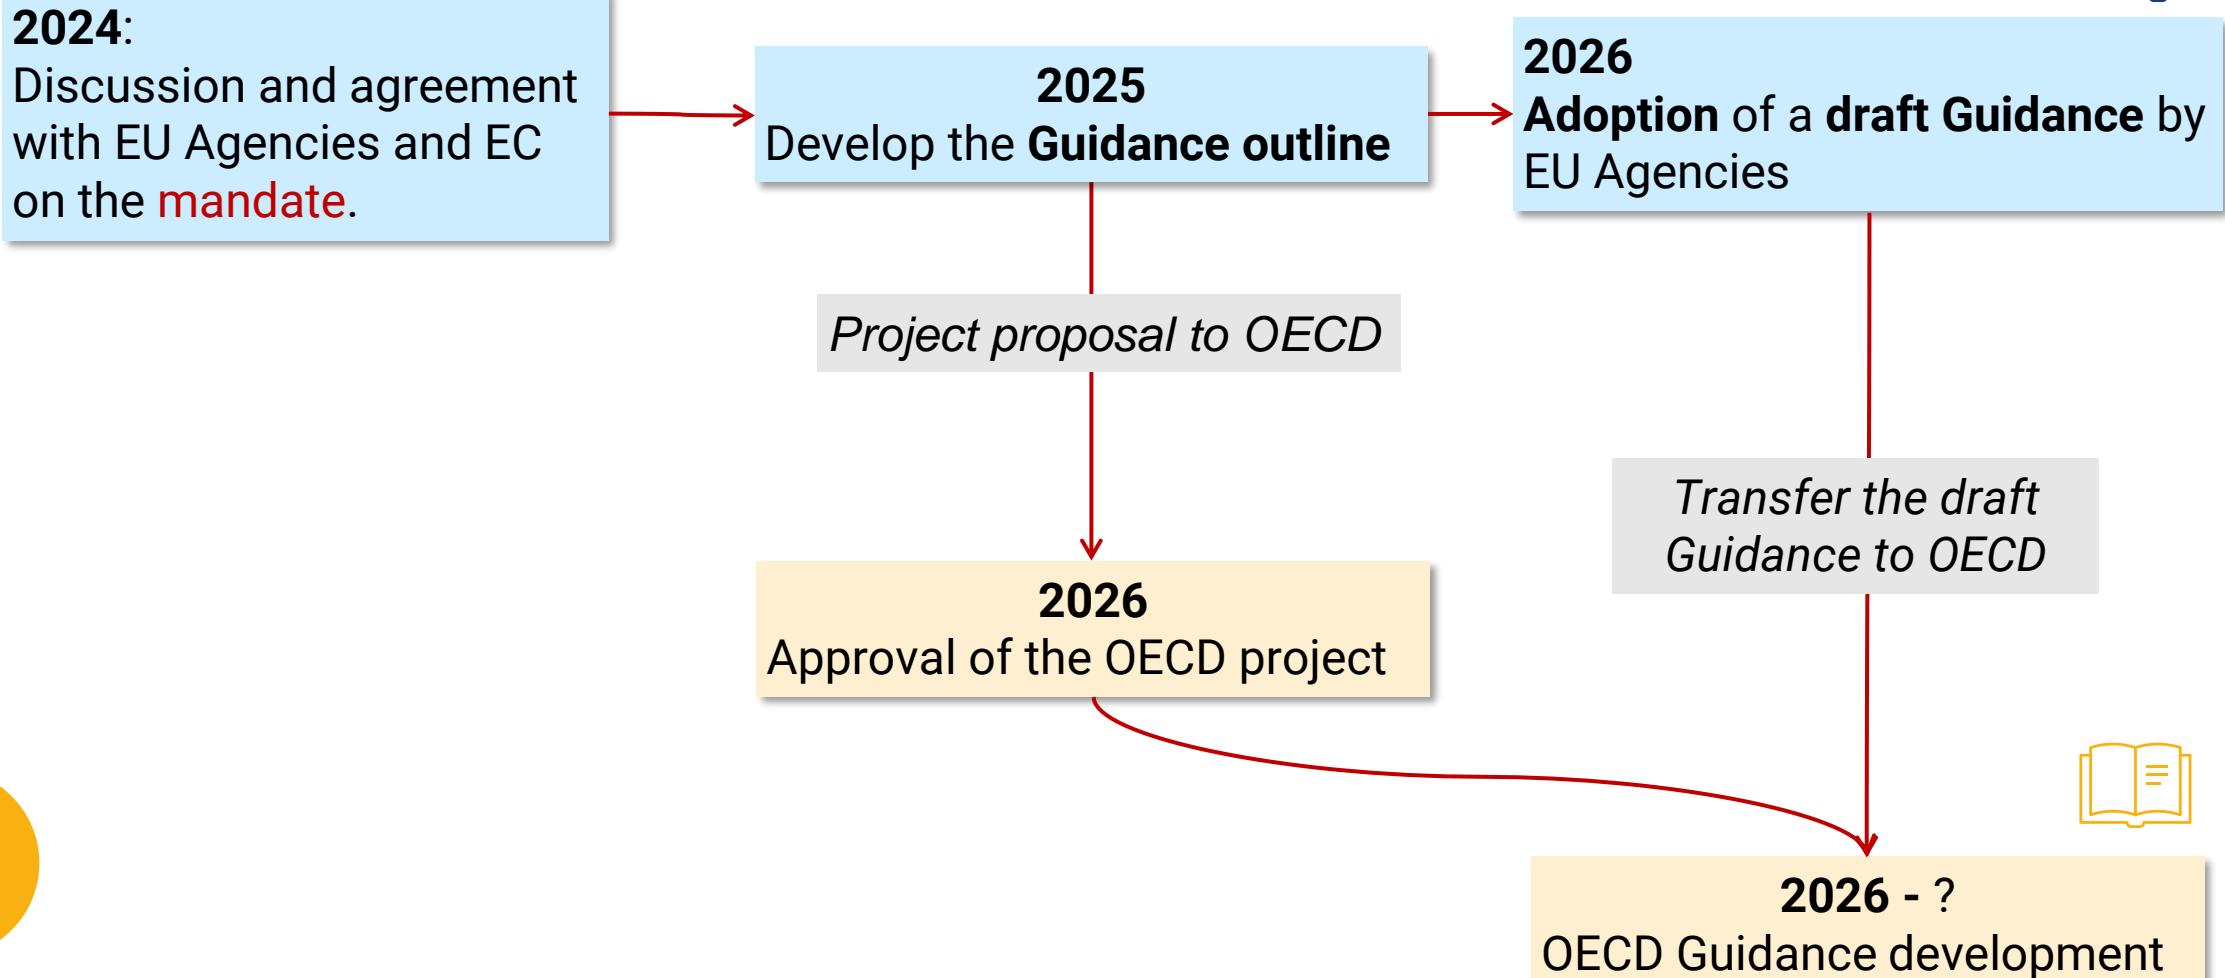 2024:
Discussion and agreement
with EU Agencies and EC
on the mandate.
2025
Develop the Guidance outline
2026
Adoption of a draft Guidance by
EU Agencies
Project proposal to OECD
Transfer the draft
Guidance to OECD
2026
Approval of the OECD project
2026 - ?
OECD Guidance development